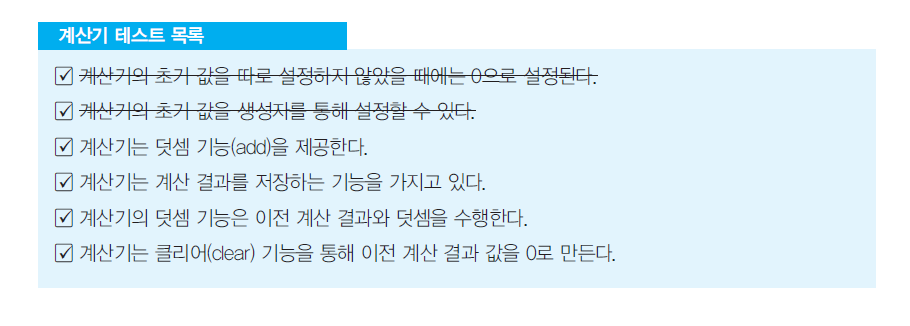 계산기 테스트 목록
☑ 계산기의 초기 값을 따로 설정하지 않았을 때에는 0으로 설정된다.
☑ 계산기의 초기 값을 생성자를 통해 설정할 수 있다.
☑ 계산기는 덧셈 기능(add)을 제공한다.
☑ 계산기는 계산 결과를 저장하는 기능을 가지고 있다.
☑ 계산기의 덧셈 기능은 이전 계산 결과와 덧셈을 수행한다.
☑ 계산기는 클리어(clear) 기능을 통해 이전 계산 결과 값을 0로 만든다.